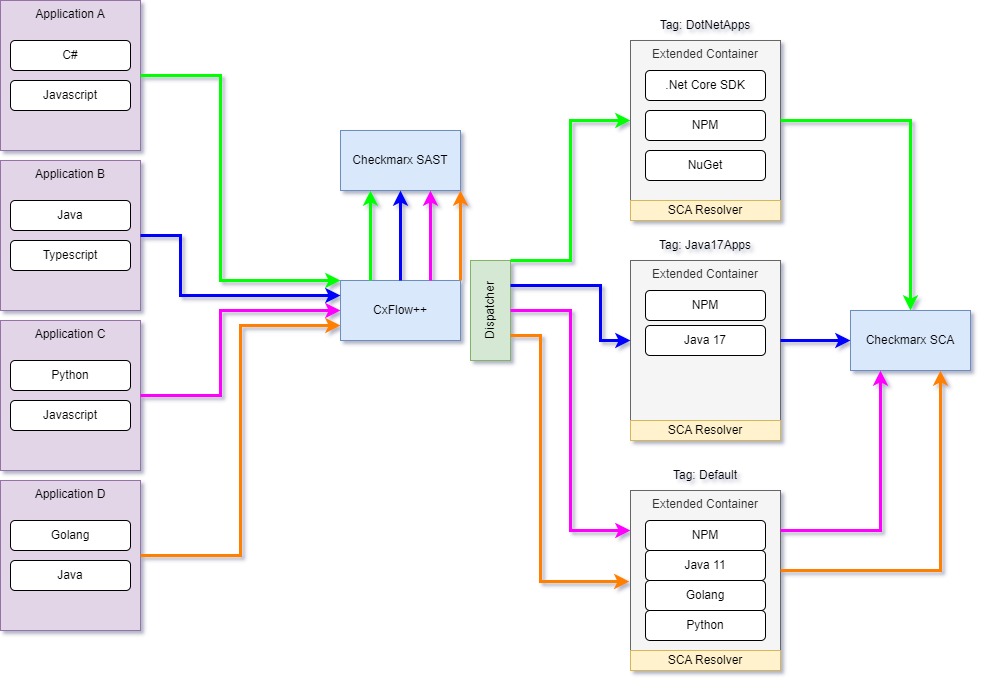 Application A
C#
Javascript
Application B
Java
Typescript
Application C
Python
Javascript
Application D
Golang
Java
Checkmarx SAST
CxFlow++
Dispatcher
Tag: DotNetApps
Extended Container
.Net Core SDK
NPM
NuGet
SCA Resolver
Tag: Java17Apps
Extended Container
NPM
Java 17
SCA Resolver
Tag: Default
Extended Container
NPM
Java 11
Golang
Python
SCA Resolver
Checkmarx SCA